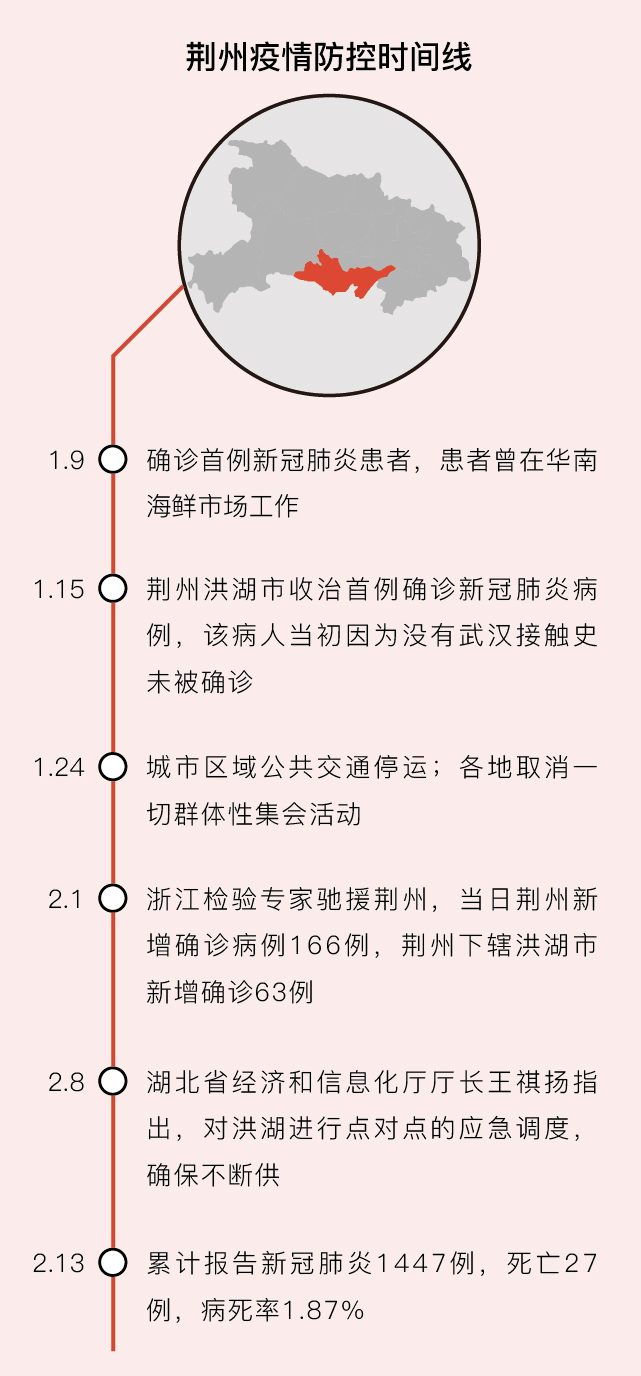 荆州疫情防控时间线
1.9
确诊首例新冠肺炎患者，患者曾在华南
海鲜市场工作
1.15
荆州洪湖市收治首例确诊新冠肺炎病
例，该病人当初因为没有武汉接触史
未被确诊
1.24
城市区域公共交通停运；各地取消一
切群体性集会活动
2.1
浙江检验专家驰援荆州，当日荆州新
增确诊病例166例，荆州下辖洪湖市
新增确诊63例
2.8
湖北省经济和信息化厅厅长王祺扬指
出，对洪湖进行点对点的应急调度，
确保不断供
2.13
累计报告新冠肺炎1447例，死亡27
例，病死率1.87%